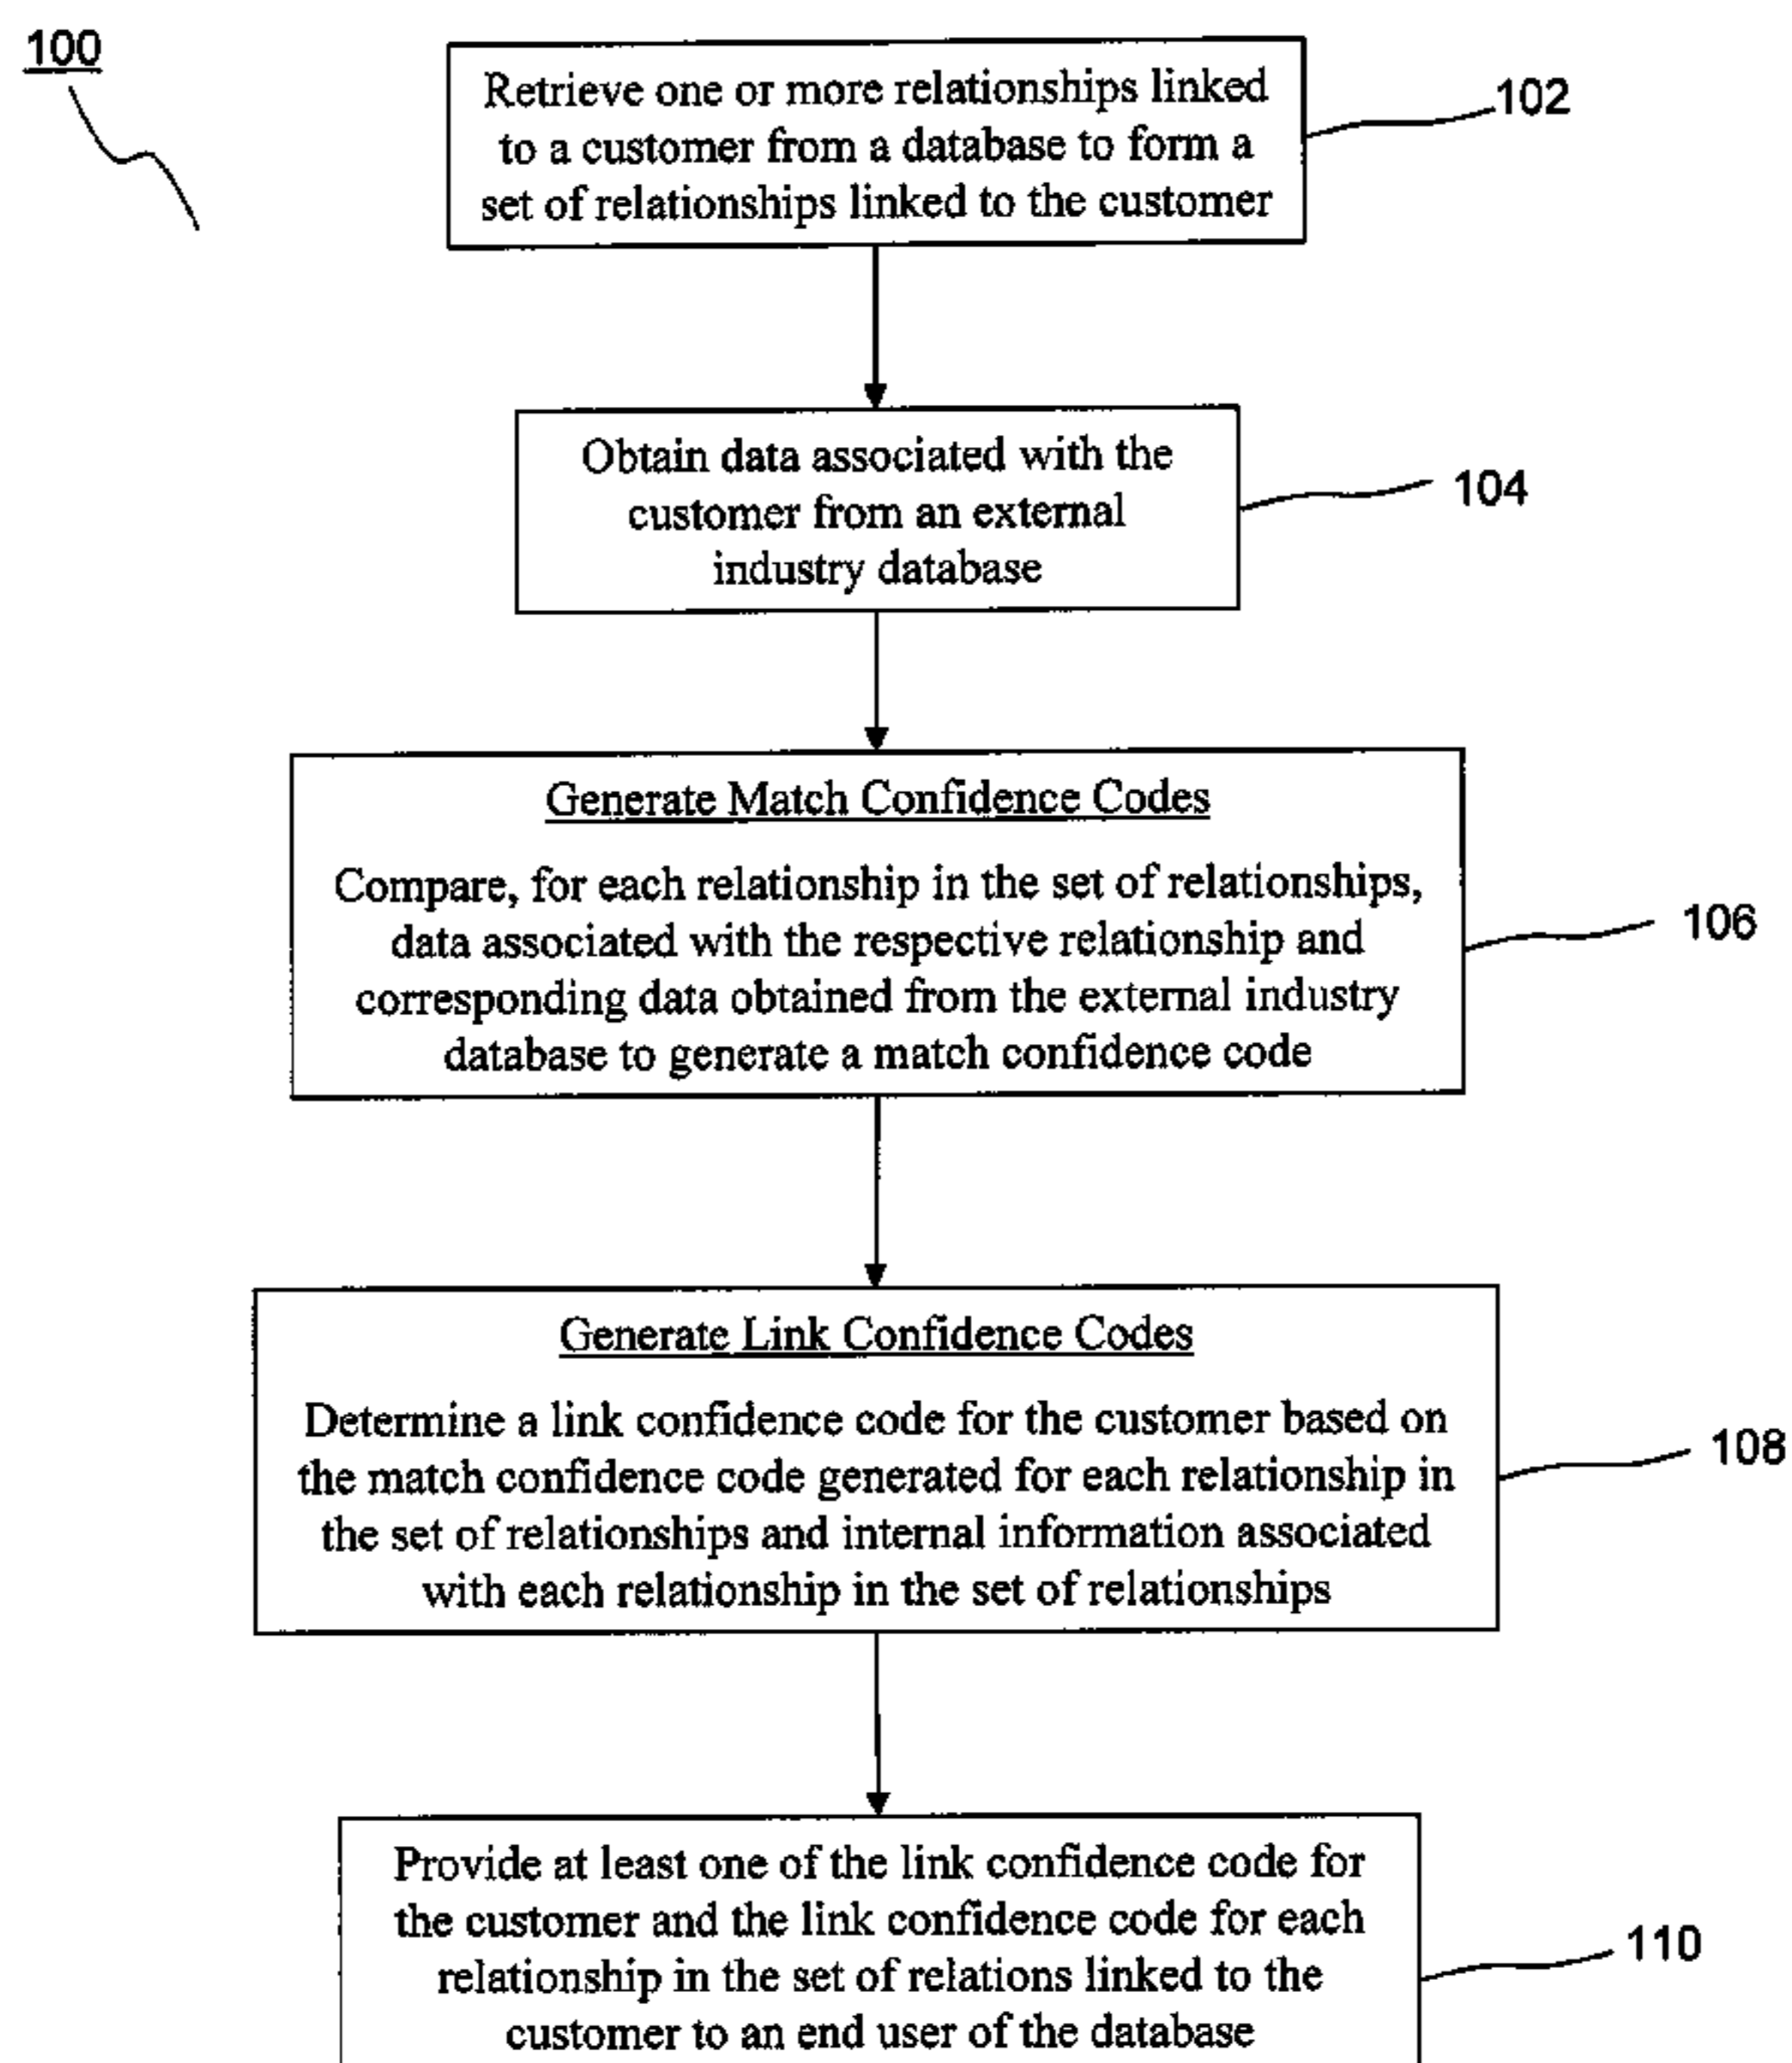 100
Retrieve one or more relationships linked
to a customer from a database to form a
set of relationships linked to the customer
102
Obtain data associated with the
customer from an external
industry database
104
Generate Match Confidence Codes
Compare, for each relationship in the set of relationships,
data associated with the respective relationship and
corresponding data obtained from the external industry
database to generate a match confidence code
106
Generate Link Confidence Codes
Determine a link confidence code for the customer based on
the match confidence code generated for each relationship in
the set of relationships and internal information associated
with each relationship in the set of relationships
108
Provide at least one of the link confidence code for
the customer and the link confidence code for each
relationship in the set of relations linked to the
customer to an end user of the database
110